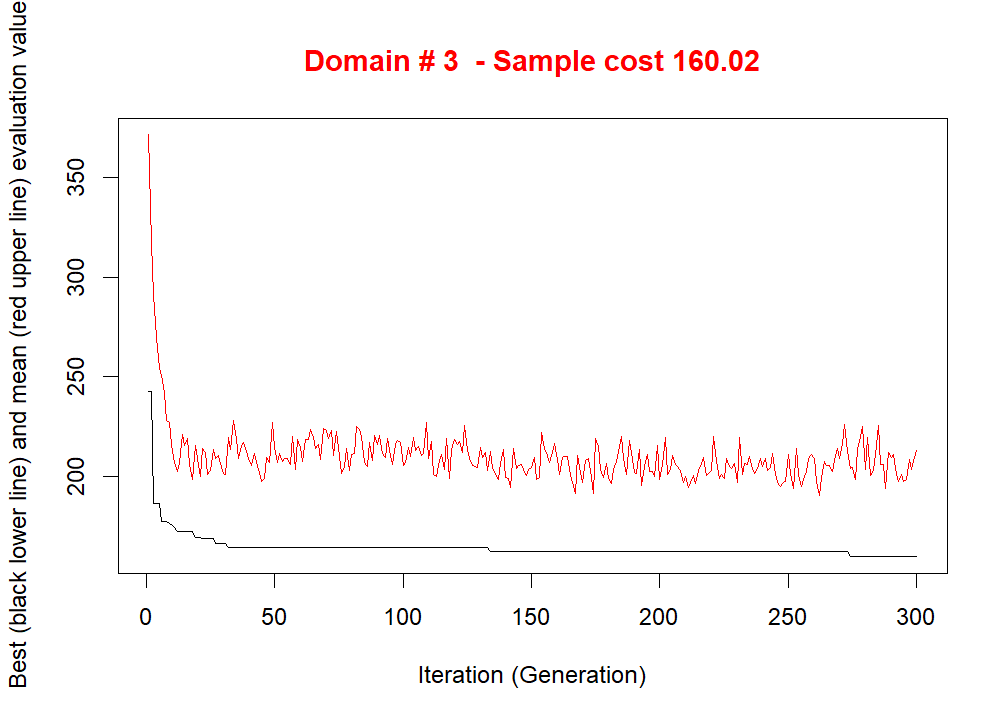 Domain # 3  - Sample cost 160.02
Best (black lower line) and mean (red upper line) evaluation value
350
300
250
200
0 50 100 150 200 250 300
Iteration (Generation)